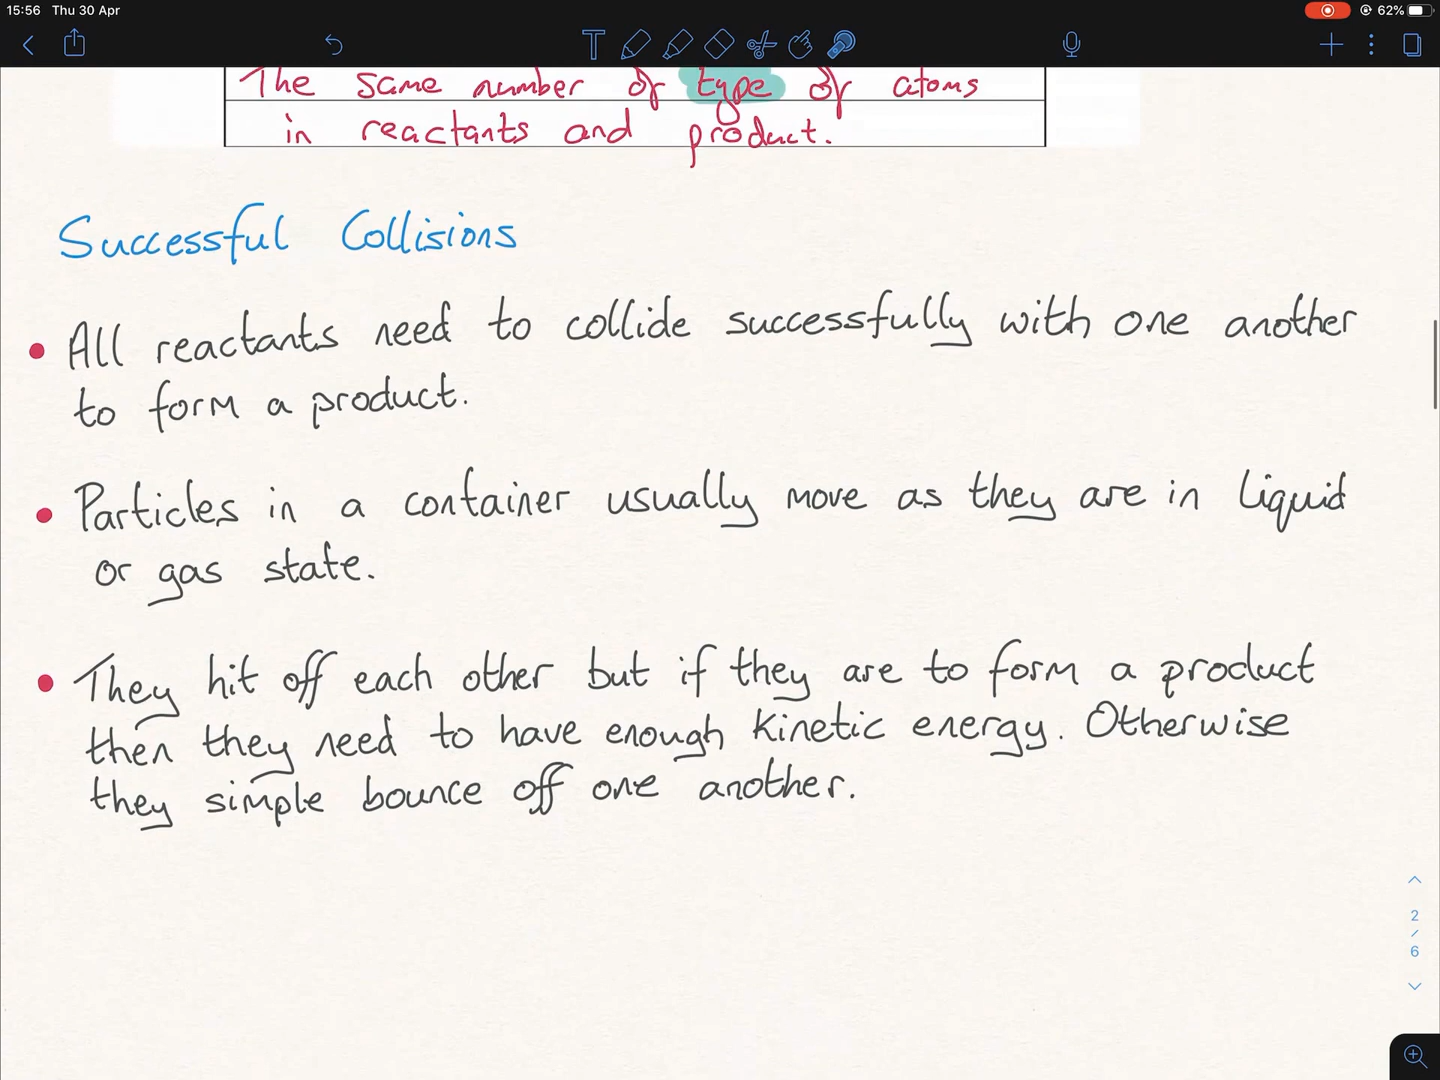 15:56 Thu 30 Apr
62%
The same number of type of atoms
in reactants and product.
Successful Collisions
• All reactants need to collide successfully with one another
to form a product.
• Particles in a container usually move as they are in liquid
or gas state.
• They hit off each other but if they are to form a product
then they need to have enough kinetic energy. Otherwise
they simple bounce off one another.
2
/
6